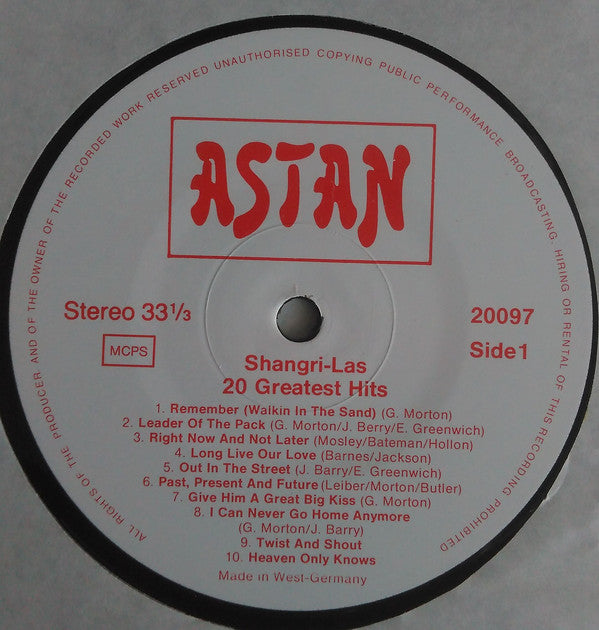 ALL RIGHTS OF THE PRODUCER AND OF THE OWNER OF THE RECORDED WORK RESERVED UNAUTHORISED COPYING PUBLIC PERFORMANCE BROADCASTING. HIRING OR RENTAL OF THIS RECORDING PROHIBITED
ASTAN
Stereo 33 1/3
20097
MCPS
Side 1
Shangri-Las
20 Greatest Hits
1. Remember (Walkin In The Sand) (G. Morton)
2. Leader Of The Pack (G. Morton/J. Berry/E. Greenwich)
3. Right Now And Not Later (Mosley/Bateman/Hollon)
4. Long Live Our Love (Barnes/Jackson)
5. Out In The Street (J. Barry/E. Greenwich)
6. Past, Present And Future (Leiber/Morton/Butler)
7. Give Him A Great Big Kiss (G. Morton)
8. I Can Never Go Home Anymore
(G. Morton/J. Barry)
9. Twist And Shout
10. Heaven Only Knows
Made in West-Germany